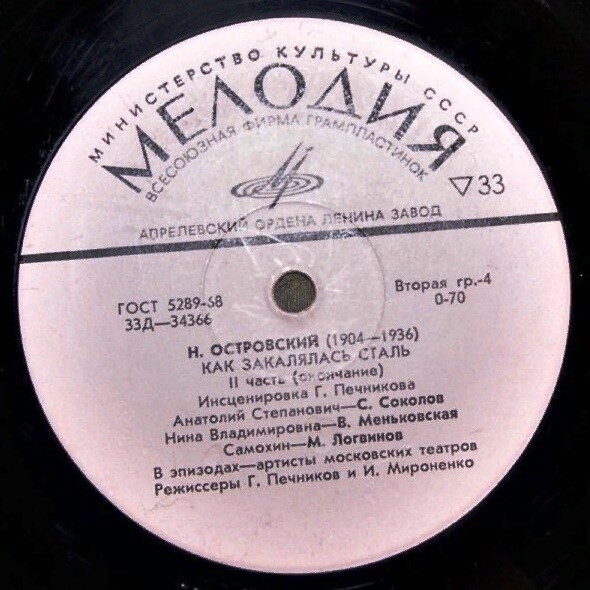 МИНИСТЕРСТВО КУЛЬТУРЫ СССР
МЕЛОДИЯ
ВСЕСОЮЗНАЯ ФИРМА ГРАМПЛАСТИНОК
▽33
АПРЕЛЕВСКИЙ ОРДЕНА ЛЕНИНА ЗАВОД
ГОСТ 5289-68
33Д—34366
Вторая гр.-4
0-70
Н. ОСТРОВСКИЙ (1904—1936)
КАК ЗАКАЛЯЛАСЬ СТАЛЬ
II часть (окончание)
Инсценировка Г. Печникова
Анатолий Степанович—С. Соколов
Нина Владимировна—В. Меньковская
Самохин—М. Логвинов
В эпизодах—артисты московских театров
Режиссеры Г. Печников и И. Мироненко